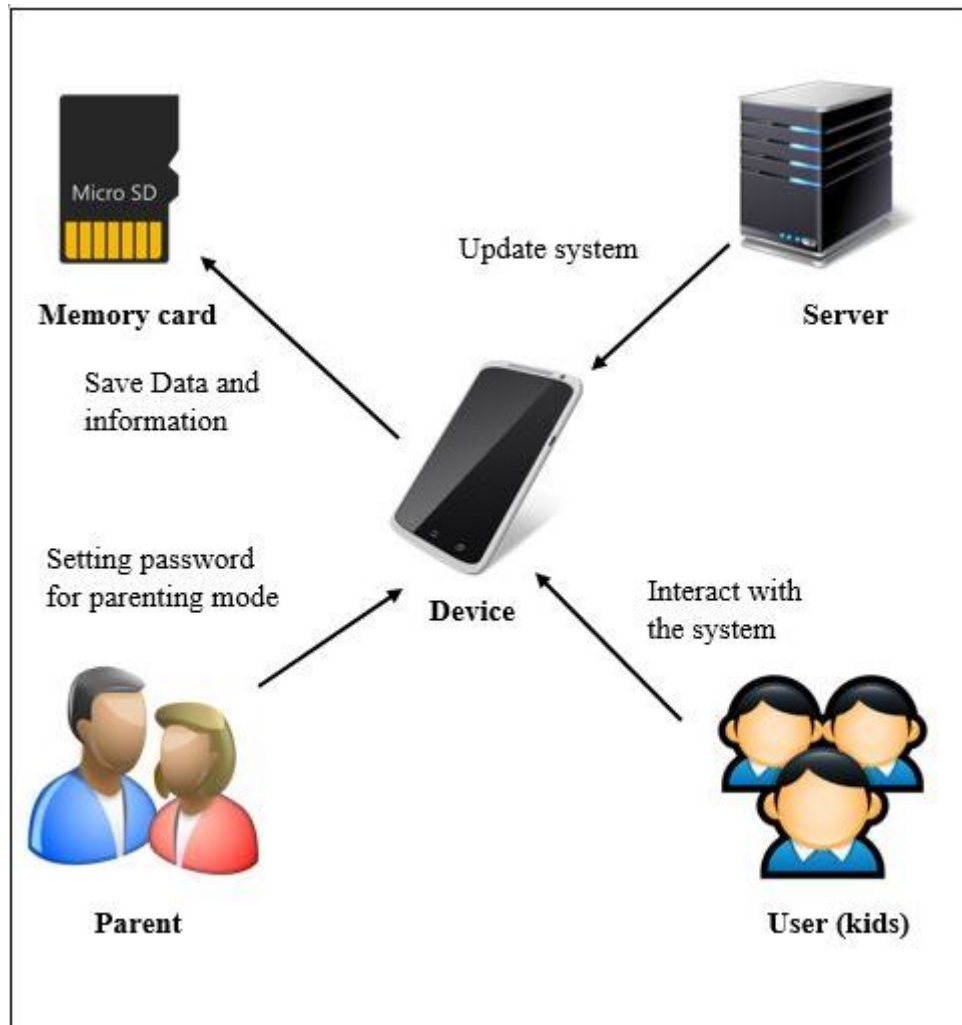 Micro SD
Memory card
Update system
Server
Save Data and
information
Device
Setting password
for parenting mode
Interact with
the system
Parent
User (kids)